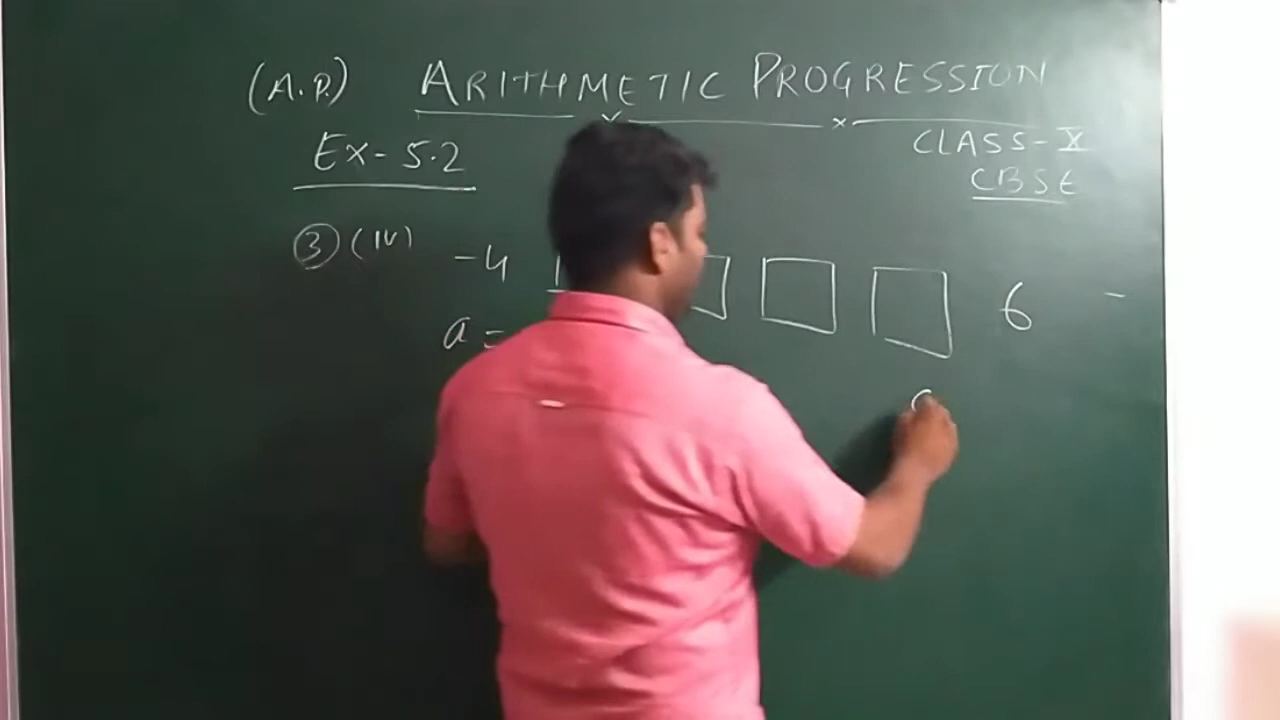 (A.P.) ARITHMETIC PROGRESSION
Ex- 5.2 CLASS-X
CBSE
③ (iv) -4 6 -
a =